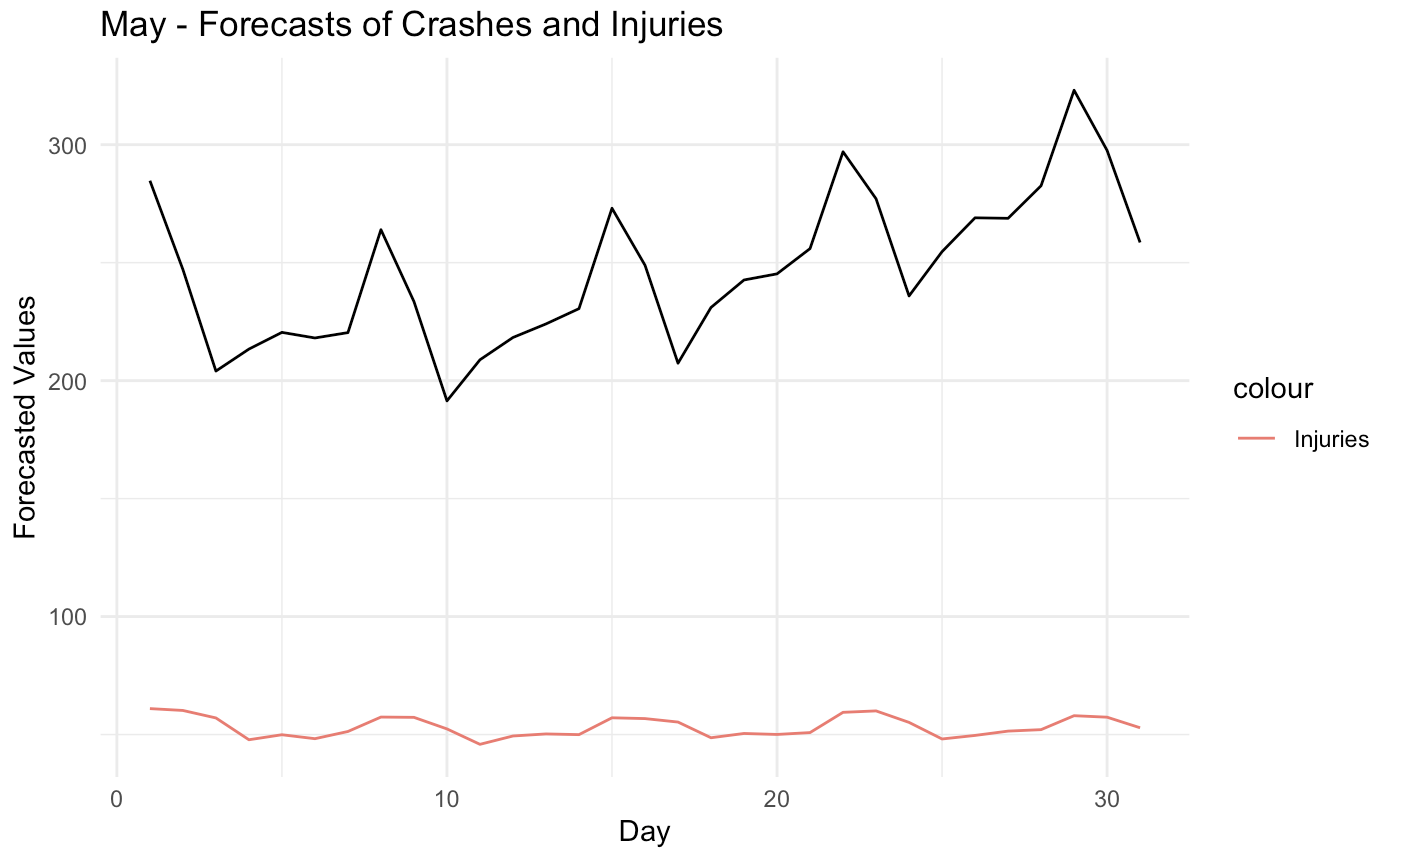 May - Forecasts of Crashes and Injuries
300
200
100
Forecasted Values
0 10 20 30
Day
colour
Injuries